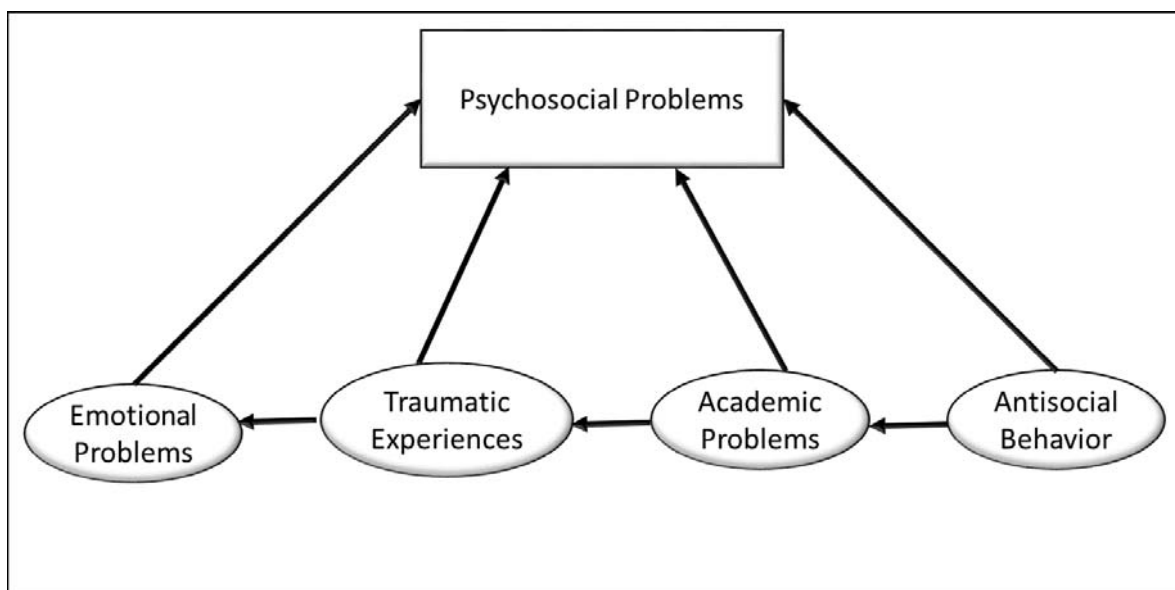 Psychosocial Problems
Emotional
Problems
Traumatic
Experiences
Academic
Problems
Antisocial
Behavior